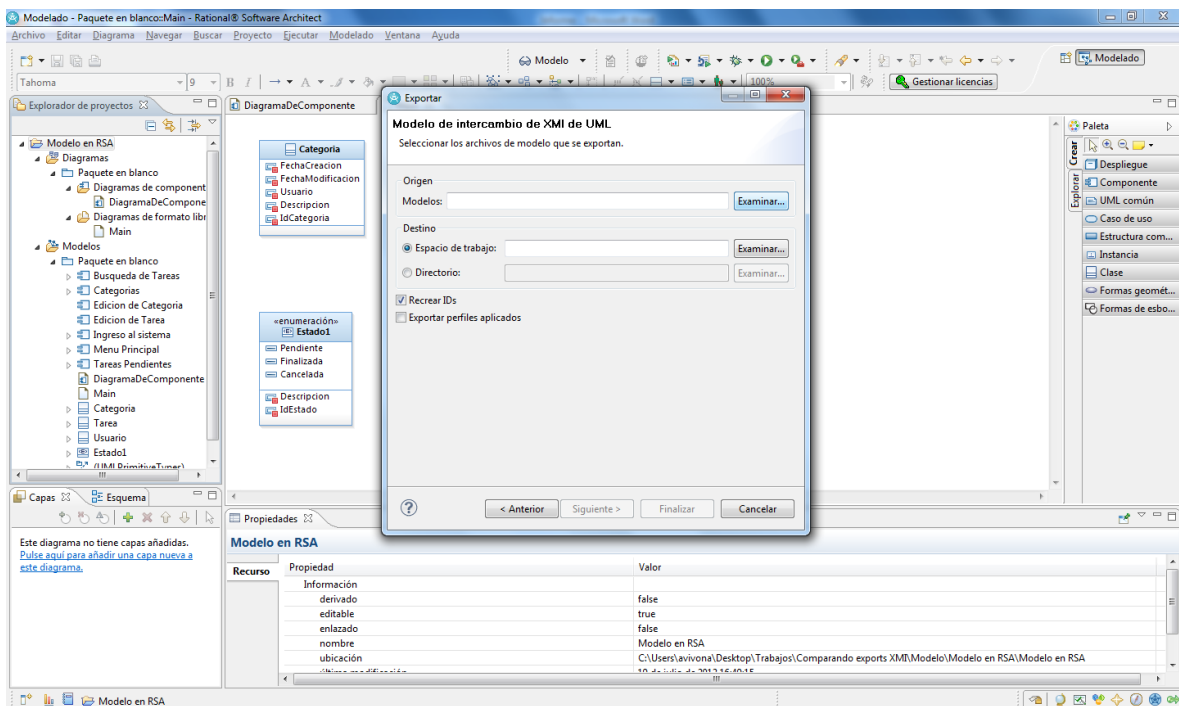 Modelado - Paquete en blanco::Main - Rational® Software Architect
Archivo Editar Diagrama Navegar Buscar Proyecto Ejecutar Modelado Ventana Ayuda
Modelo
Modelado
Tahoma 9 B I A 100% Gestionar licencias
Explorador de proyectos
Modelo en RSA
Diagramas
Paquete en blanco
Diagramas de component
DiagramaDeCompone
Diagramas de formato libr
Main
Modelos
Paquete en blanco
Busqueda de Tareas
Categorias
Edicion de Categoria
Edicion de Tarea
Ingreso al sistema
Menu Principal
Tareas Pendientes
DiagramaDeComponente
Main
Categoria
Tarea
Usuario
Estado1
(UMLPrimitiveTypes)
Capas Esquema
Este diagrama no tiene capas añadidas.
Pulse aquí para añadir una capa nueva a
este diagrama.
DiagramaDeComponente
Categoria
FechaCreacion
FechaModificacion
Usuario
Descripcion
IdCategoria
«enumeración»
Estado1
Pendiente
Finalizada
Cancelada
Descripcion
IdEstado
Exportar
Modelo de intercambio de XMI de UML
Seleccionar los archivos de modelo que se exportan.
Origen
Modelos: Examinar...
Destino
Espacio de trabajo: Examinar...
Directorio: Examinar...
Recrear IDs
Exportar perfiles aplicados
? < Anterior Siguiente > Finalizar Cancelar
Paleta
Crear
Explorar
Despliegue
Componente
UML común
Caso de uso
Estructura com...
Instancia
Clase
Formas geomét...
Formas de esbo...
Propiedades
Modelo en RSA
Recurso
Propiedad Valor
Información
derivado false
editable true
enlazado false
nombre Modelo en RSA
ubicación C:\Users\avivona\Desktop\Trabajos\Comparando exports XMI\Modelo\Modelo en RSA\Modelo en RSA
última modificación
Modelo en RSA